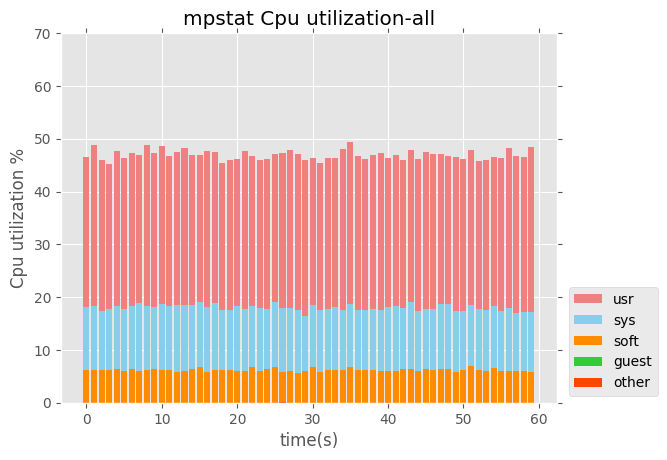 mpstat Cpu utilization-all
70
60
50
40
30
20
10
0
Cpu utilization %
0 10 20 30 40 50 60
time(s)
usr
sys
soft
guest
other